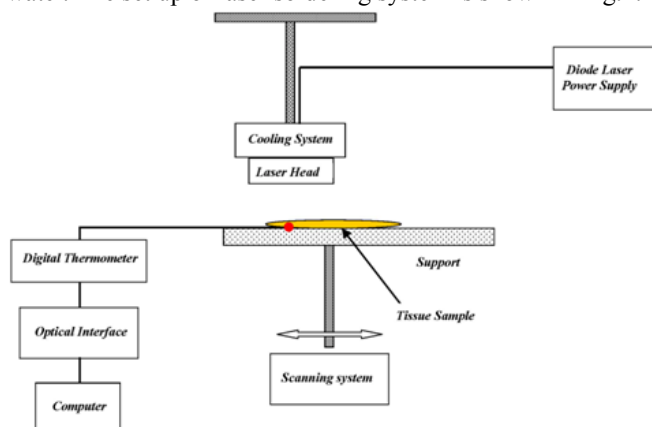 Diode Laser
Power Supply
Cooling System
Laser Head
Digital Thermometer
Support
Tissue Sample
Optical Interface
Scanning system
Computer